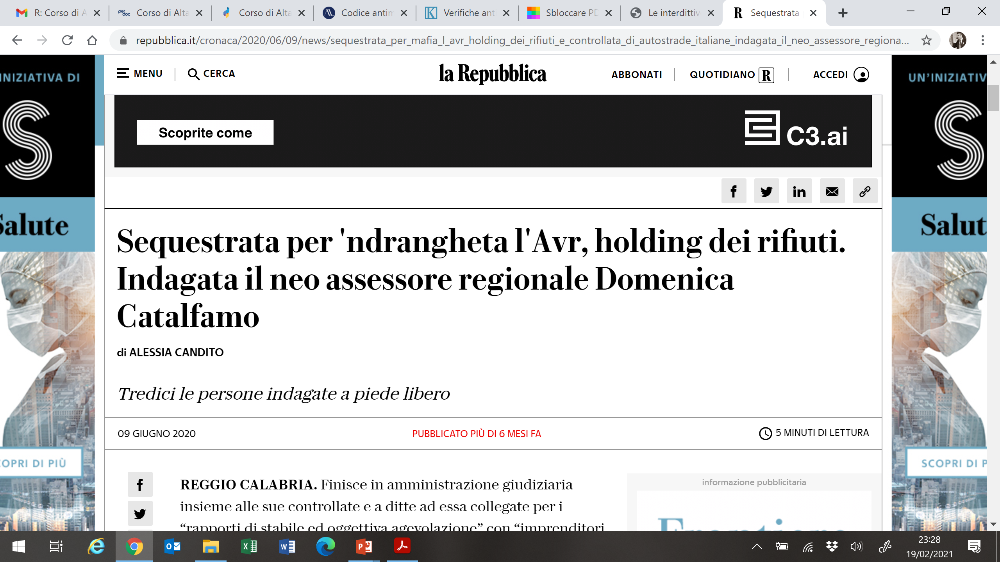 R: Corso di A
Corso di Alta
Corso di Alta
Codice antim
Verifiche anti
Sbloccare PD
Le interdittiv
Sequestrata
repubblica.it/cronaca/2020/06/09/news/sequestrata_per_mafia_l_avr_holding_dei_rifiuti_e_controllata_di_autostrade_italiane_indagata_il_neo_assessore_regiona...
INIZIATIVA DI
MENU
CERCA
la Repubblica
ABBONATI
QUOTIDIANO R
ACCEDI
UN'INIZIATIV
S
Scoprite come
C3.ai
S
Salute
Salut
Sequestrata per 'ndrangheta l'Avr, holding dei rifiuti.
Indagata il neo assessore regionale Domenica
Catalfamo
di ALESSIA CANDITO
Tredici le persone indagate a piede libero
09 GIUGNO 2020
PUBBLICATO PIÙ DI 6 MESI FA
5 MINUTI DI LETTURA
COPRI DI PIÙ
SCOPRI DI P
REGGIO CALABRIA. Finisce in amministrazione giudiziaria
insieme alle sue controllate e a ditte ad essa collegate per i
“rapporti di stabile ed oggettiva agevolazione” con “imprenditori
informazione pubblicitaria
23:28
19/02/2021